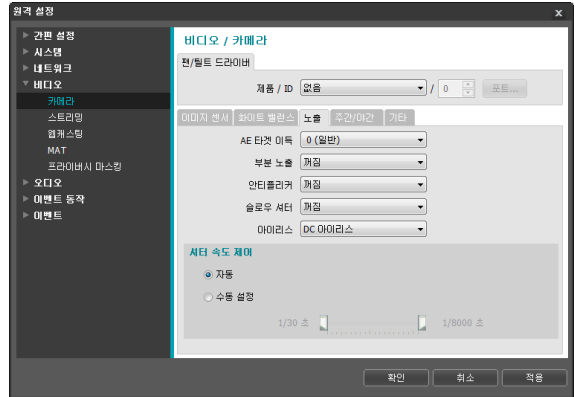 원격 설정 x
간편 설정
시스템
네트워크
비디오
카메라
스트리밍
웹캐스팅
MAT
프라이버시 마스킹
오디오
이벤트 동작
이벤트
비디오 / 카메라
팬/틸트 드라이버
제품 / ID 없음 / 0 포트...
이미지 센서 화이트 밸런스 노출 주간/야간 기타
AE 타겟 이득 0 (일반)
부분 노출 꺼짐
안티플리커 꺼짐
슬로우 셔터 꺼짐
아이리스 DC 아이리스
셔터 속도 제어
자동
수동 설정
1/30 초 1/8000 초
확인 취소 적용